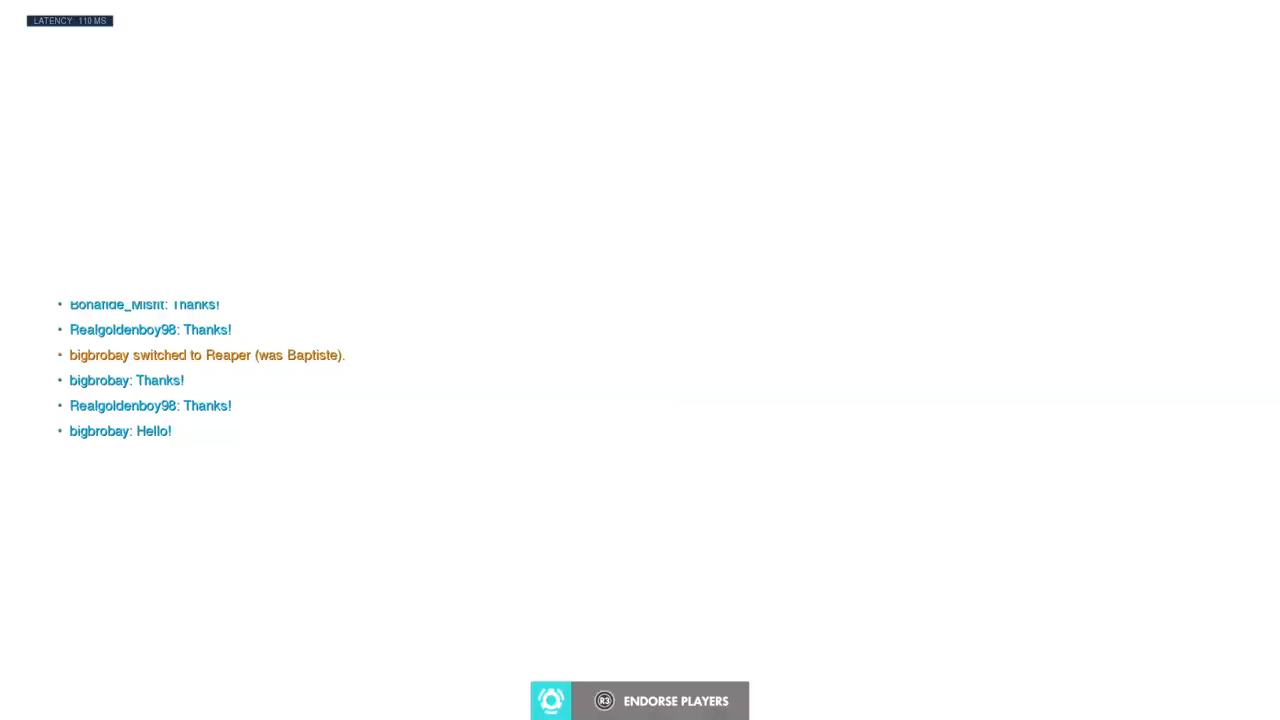 LATENCY 110 MS
• Bonafide_Misfit: Thanks!
• Realgoldenboy98: Thanks!
• bigbrobay switched to Reaper (was Baptiste).
• bigbrobay: Thanks!
• Realgoldenboy98: Thanks!
• bigbrobay: Hello!
R3 ENDORSE PLAYERS